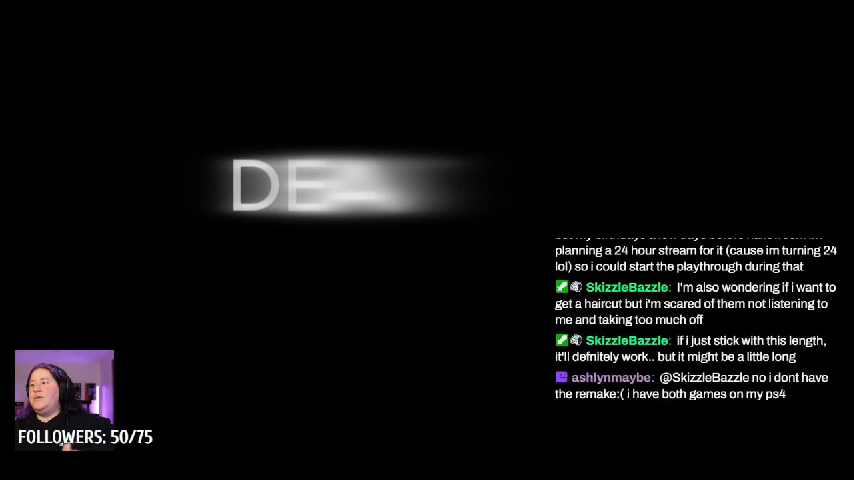 DE
planning a 24 hour stream for it (cause im turning 24
lol) so i could start the playthrough during that
SkizzleBazzle: I'm also wondering if i want to
get a haircut but i'm scared of them not listening to
me and taking too much off
SkizzleBazzle: if i just stick with this length,
it'll defnitely work.. but it might be a little long
ashlynmaybe: @SkizzleBazzle no i dont have
the remake:( i have both games on my ps4
FOLLOWERS: 50/75